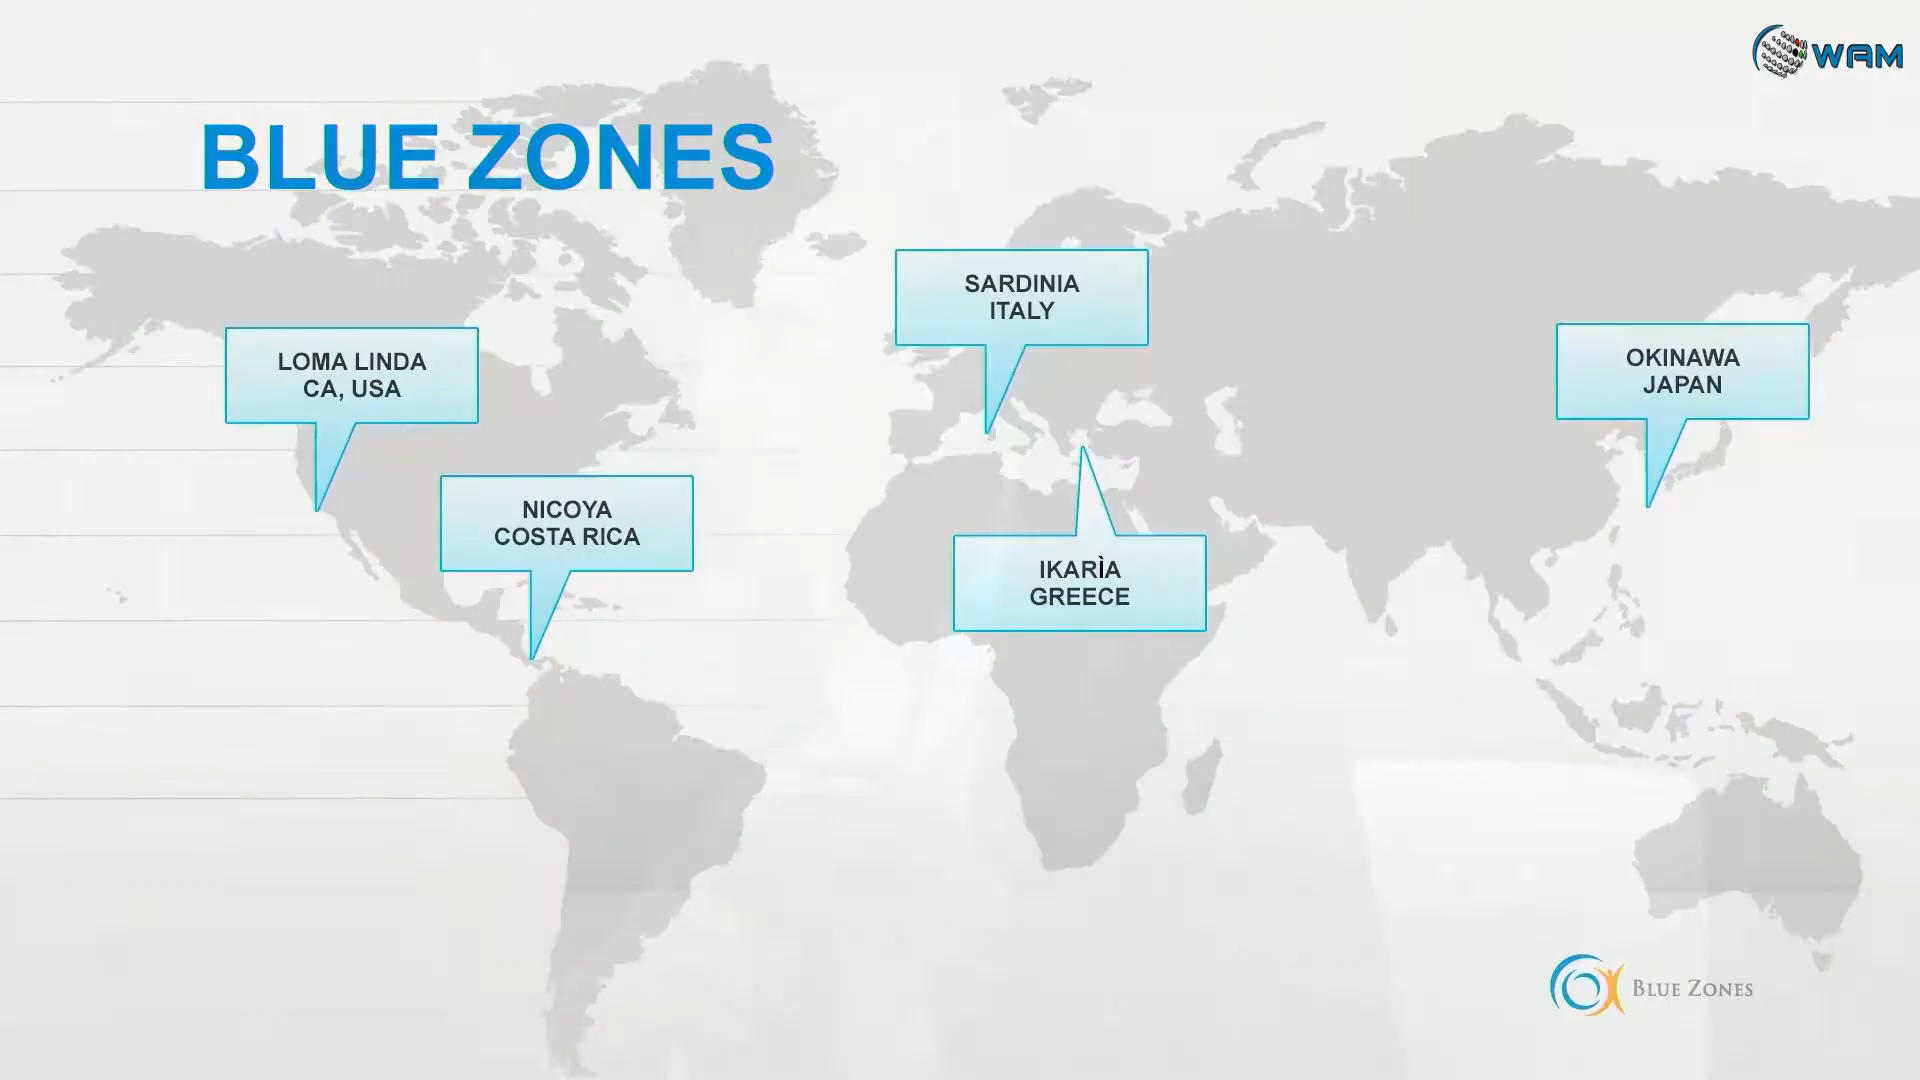 WAM
BLUE ZONES
SARDINIA
ITALY
LOMA LINDA
CA, USA
OKINAWA
JAPAN
NICOYA
COSTA RICA
IKARÌA
GREECE
BLUE ZONES